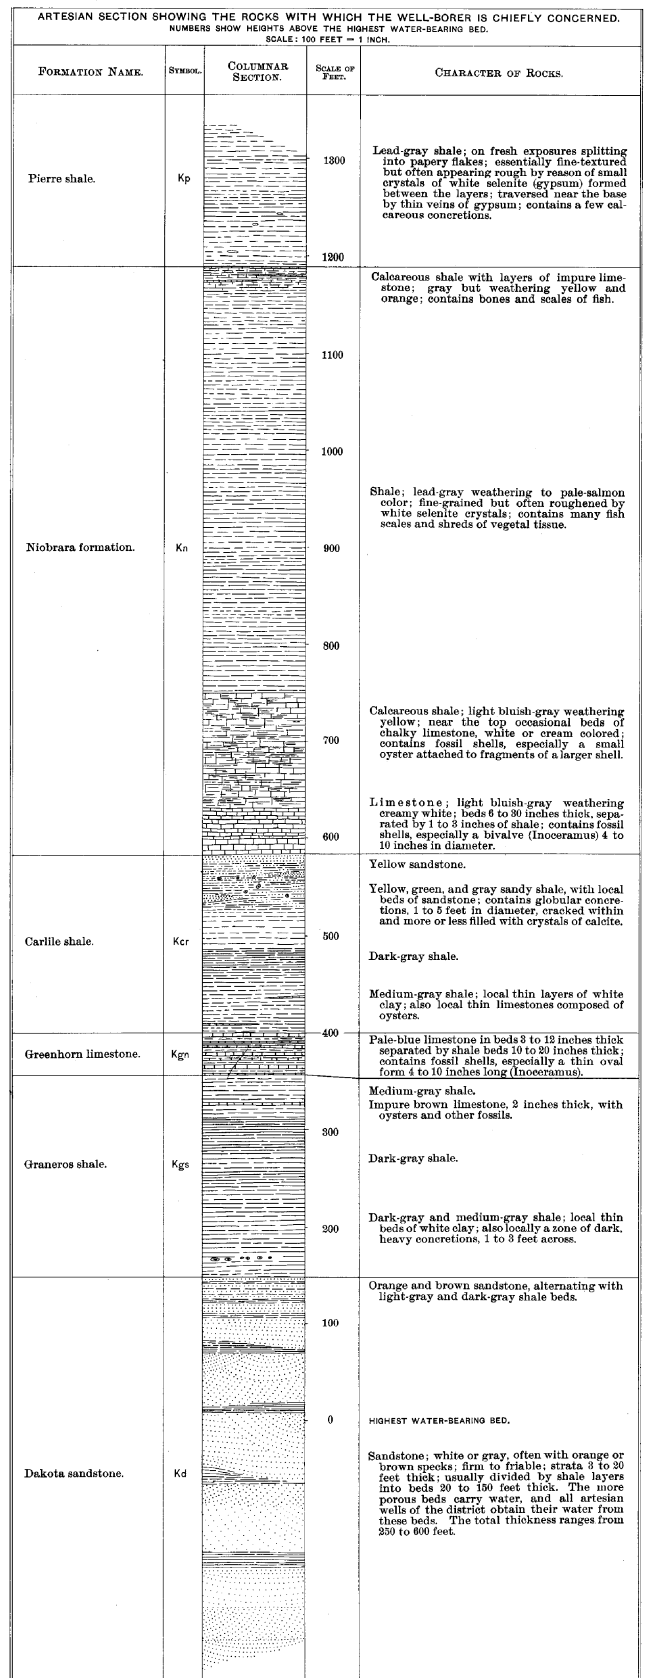 ARTESIAN SECTION SHOWING THE ROCKS WITH WHICH THE WELL-BORER IS CHIEFLY CONCERNED.
NUMBERS SHOW HEIGHTS ABOVE THE HIGHEST WATER-BEARING BED.
SCALE: 100 FEET = 1 INCH.
FORMATION NAME.
SYMBOL.
COLUMNAR
SECTION.
SCALE OF
FEET.
CHARACTER OF ROCKS.
Pierre shale.
Kp
1300
1200
Lead-gray shale; on fresh exposures splitting
into papery flakes; essentially fine-textured
but often appearing rough by reason of small
crystals of white selenite (gypsum) formed
between the layers; traversed near the base
by thin veins of gypsum; contains a few cal-
careous concretions.
Niobrara formation.
Kn
1100
1000
900
800
700
600
Calcareous shale with layers of impure lime-
stone; gray but weathering yellow and
orange; contains bones and scales of fish.
Shale; lead-gray weathering to pale-salmon
color; fine-grained but often roughened by
white selenite crystals; contains many fish
scales and shreds of vegetal tissue.
Calcareous shale; light bluish-gray weathering
yellow; near the top occasional beds of
chalky limestone, white or cream colored;
contains fossil shells, especially a small
oyster attached to fragments of a larger shell.
Limestone; light bluish-gray weathering
creamy white; beds 6 to 30 inches thick, sepa-
rated by 1 to 3 inches of shale; contains fossil
shells, especially a bivalve (Inoceramus) 4 to
10 inches in diameter.
Carlile shale.
Kcr
500
400
Yellow sandstone.
Yellow, green, and gray sandy shale, with local
beds of sandstone; contains globular concre-
tions, 1 to 5 feet in diameter, cracked within
and more or less filled with crystals of calcite.
Dark-gray shale.
Medium-gray shale; local thin layers of white
clay; also local thin limestones composed of
oysters.
Greenhorn limestone.
Kgn
Pale-blue limestone in beds 3 to 12 inches thick
separated by shale beds 10 to 20 inches thick;
contains fossil shells, especially a thin oval
form 4 to 10 inches long (Inoceramus).
Graneros shale.
Kgs
300
200
Medium-gray shale.
Impure brown limestone, 2 inches thick, with
oysters and other fossils.
Dark-gray shale.
Dark-gray and medium-gray shale; local thin
beds of white clay; also locally a zone of dark,
heavy concretions, 1 to 3 feet across.
Dakota sandstone.
Kd
100
0
Orange and brown sandstone, alternating with
light-gray and dark-gray shale beds.
HIGHEST WATER-BEARING BED.
Sandstone; white or gray, often with orange or
brown specks; firm to friable; strata 3 to 20
feet thick; usually divided by shale layers
into beds 20 to 150 feet thick. The more
porous beds carry water, and all artesian
wells of the district obtain their water from
these beds. The total thickness ranges from
250 to 600 feet.